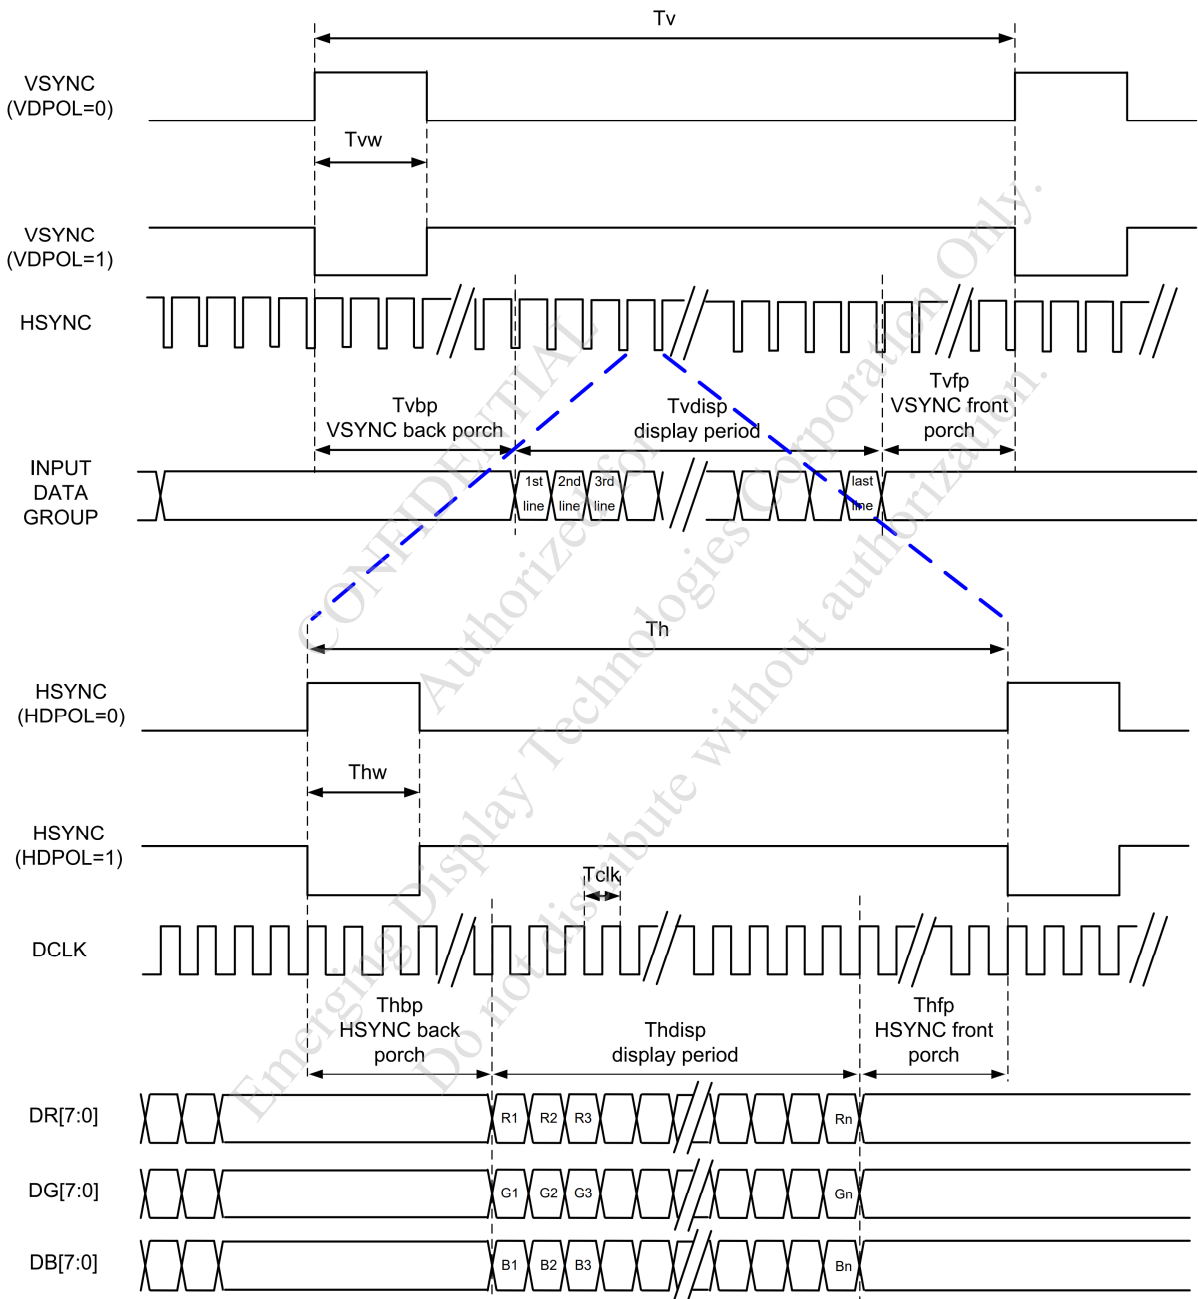 Tv
VSYNC
(VDPOL=0)
Tvw
VSYNC
(VDPOL=1)
HSYNC
Tvbp
VSYNC back porch
Tvdisp
display period
Tvfp
VSYNC front
porch
INPUT
DATA
GROUP
1st
line
2nd
line
3rd
line
last
line
Th
HSYNC
(HDPOL=0)
Thw
HSYNC
(HDPOL=1)
Tclk
DCLK
Thbp
HSYNC back
porch
Thdisp
display period
Thfp
HSYNC front
porch
DR[7:0]
R1 R2 R3 Rn
DG[7:0]
G1 G2 G3 Gn
DB[7:0]
B1 B2 B3 Bn
CONFIDENTIAL
Authorized for
Emerging Display Technologies Corporation Only.
Do not distribute without authorization.